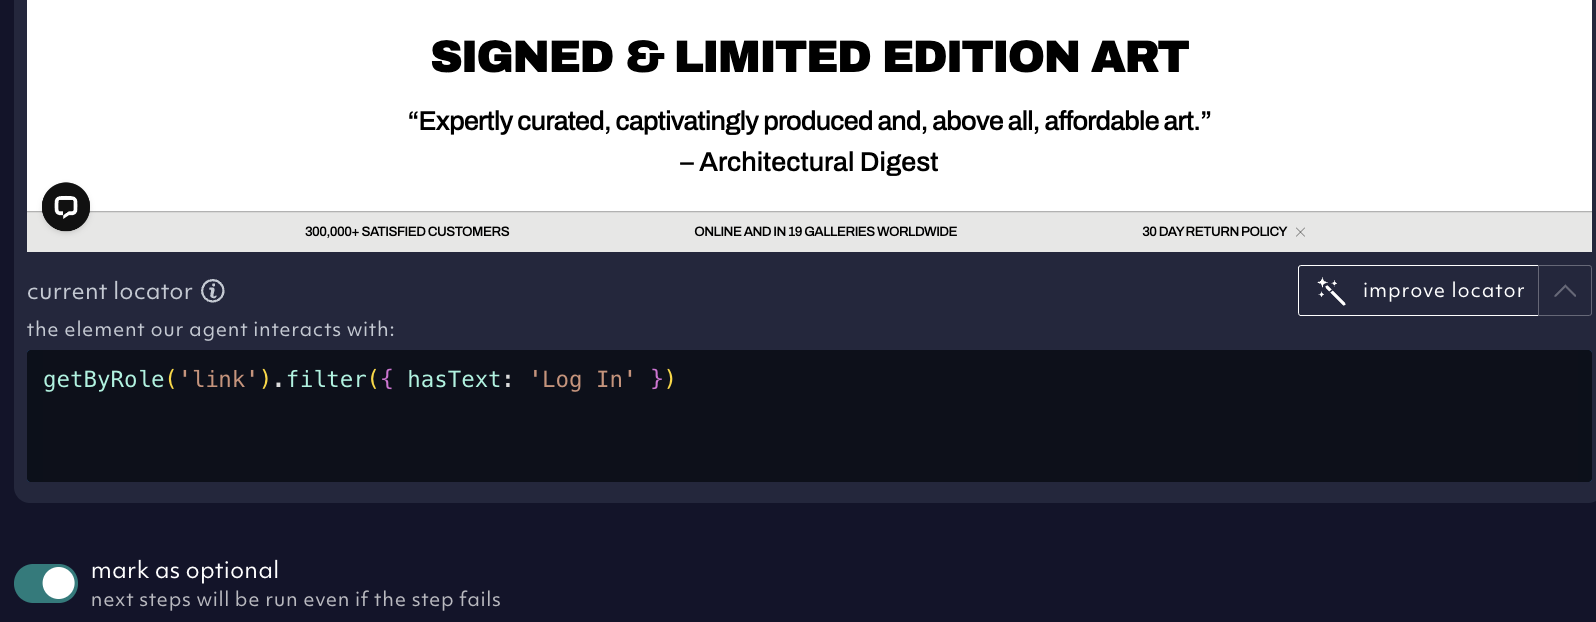 SIGNED & LIMITED EDITION ART
“Expertly curated, captivatingly produced and, above all, affordable art.”
– Architectural Digest
300,000+ SATISFIED CUSTOMERS
ONLINE AND IN 19 GALLERIES WORLDWIDE
30 DAY RETURN POLICY
current locator
improve locator
the element our agent interacts with:
getByRole('link').filter({ hasText: 'Log In' })
mark as optional
next steps will be run even if the step fails